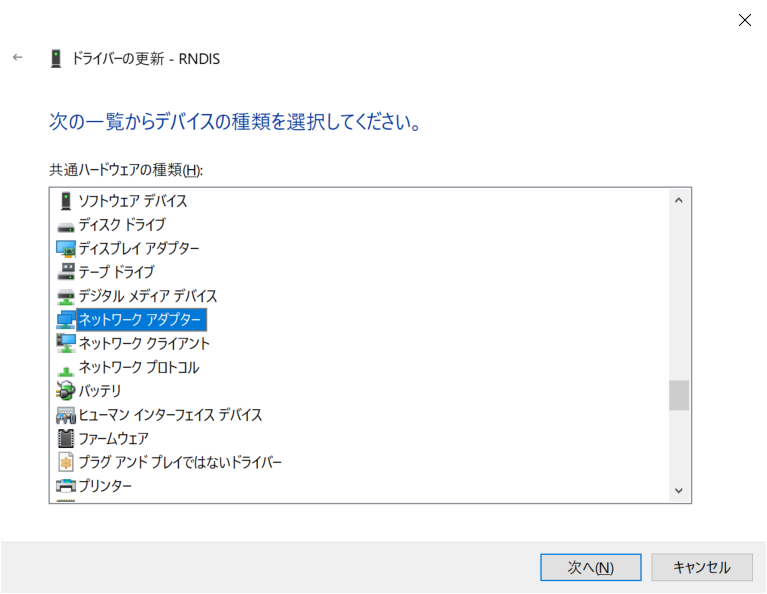 ドライバーの更新 - RNDIS
次の一覧からデバイスの種類を選択してください。
共通ハードウェアの種類(H):
ソフトウェア デバイス
ディスク ドライブ
ディスプレイ アダプター
テープ ドライブ
デジタル メディア デバイス
ネットワーク アダプター
ネットワーク クライアント
ネットワーク プロトコル
バッテリ
ヒューマン インターフェイス デバイス
ファームウェア
プラグ アンド プレイではないドライバー
プリンター
次へ(N)
キャンセル